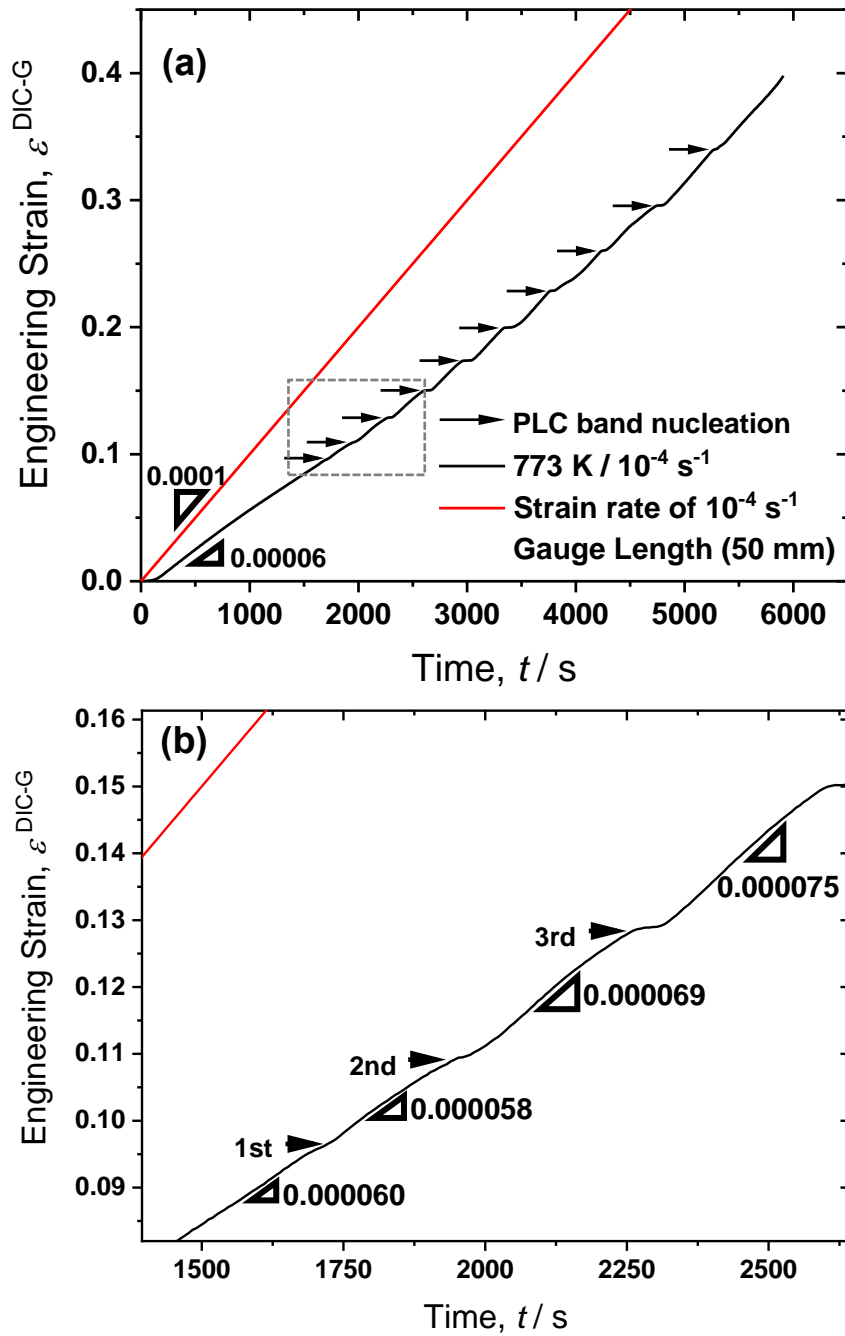 (a)
Engineering Strain, ε^DIC-G
0.4
0.3
0.2
0.1
0.0
0.0001
0.00006
PLC band nucleation
773 K / 10⁻⁴ s⁻¹
Strain rate of 10⁻⁴ s⁻¹
Gauge Length (50 mm)
0 1000 2000 3000 4000 5000 6000
Time, t / s
(b)
Engineering Strain, ε^DIC-G
0.16
0.15
0.14
0.13
0.12
0.11
0.10
0.09
0.000075
3rd
0.000069
2nd
0.000058
1st
0.000060
1500 1750 2000 2250 2500
Time, t / s